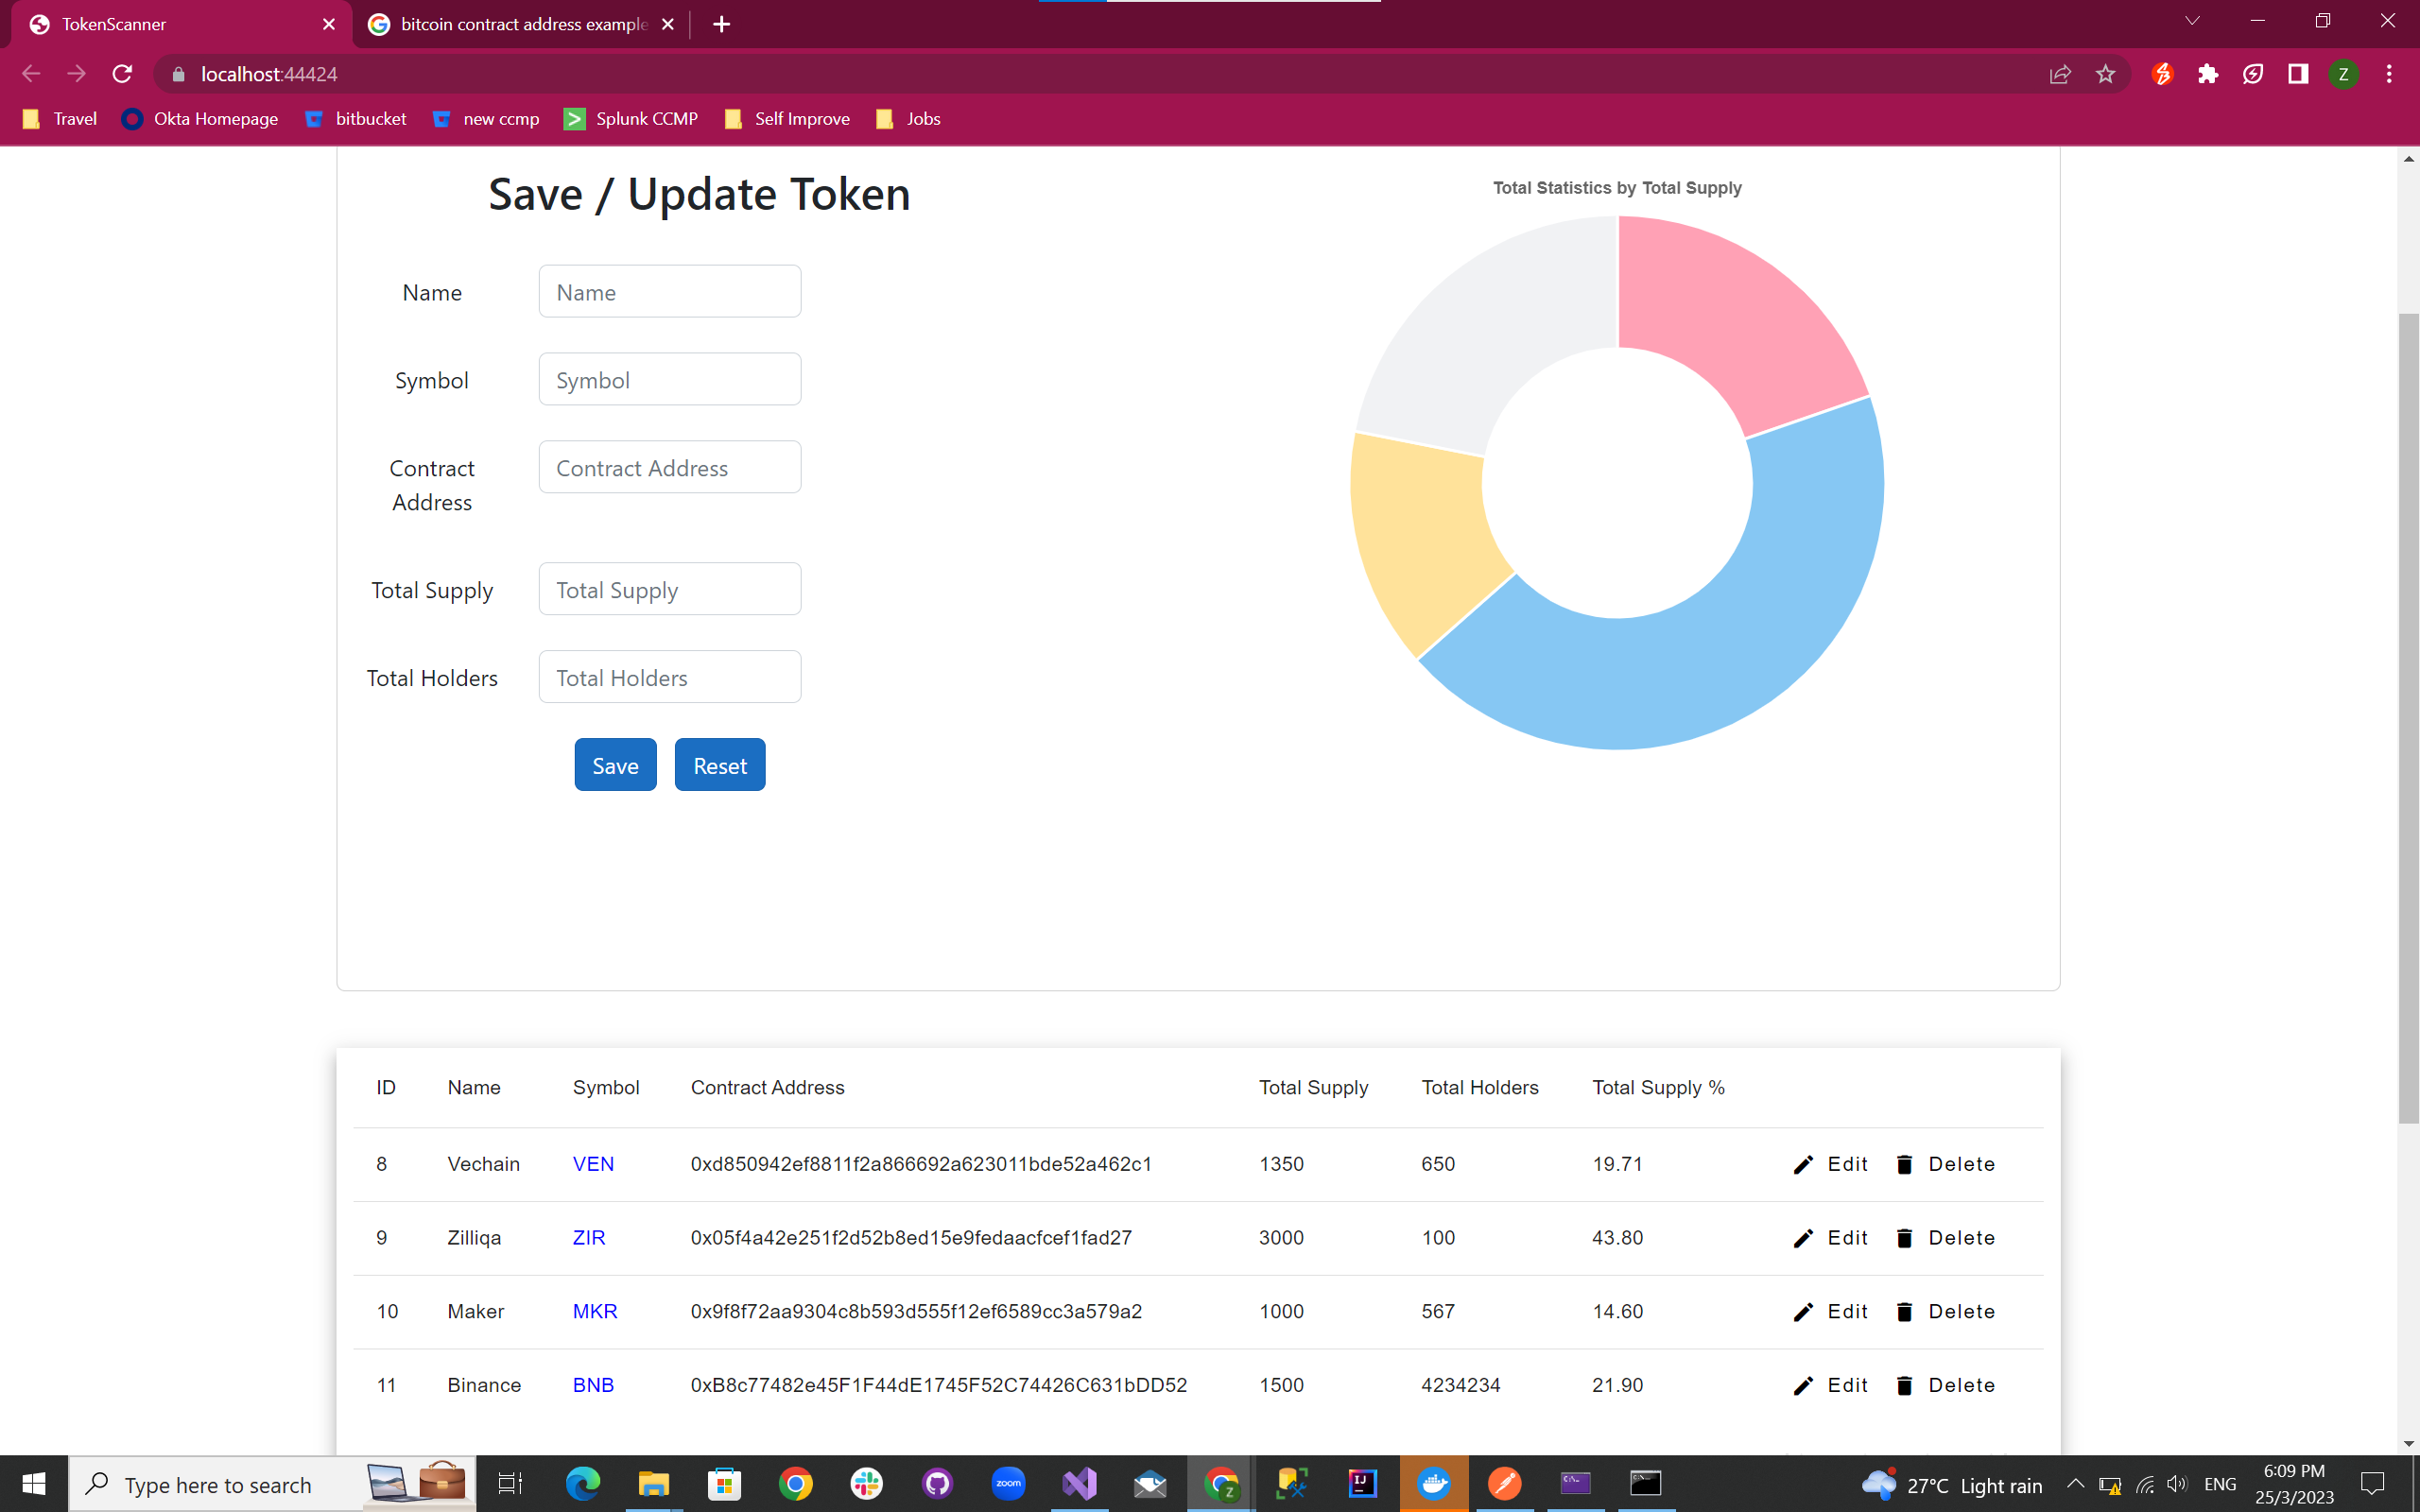 TokenScanner
bitcoin contract address example
localhost:44424
Z
Travel
Okta Homepage
bitbucket
new ccmp
Splunk CCMP
Self Improve
Jobs
Save / Update Token
Name
Name
Symbol
Symbol
Contract
Address
Contract Address
Total Supply
Total Supply
Total Holders
Total Holders
Save
Reset
Total Statistics by Total Supply
ID Name Symbol Contract Address Total Supply Total Holders Total Supply %
8 Vechain VEN 0xd850942ef8811f2a866692a623011bde52a462c1 1350 650 19.71 Edit Delete
9 Zilliqa ZIR 0x05f4a42e251f2d52b8ed15e9fedaacfcef1fad27 3000 100 43.80 Edit Delete
10 Maker MKR 0x9f8f72aa9304c8b593d555f12ef6589cc3a579a2 1000 567 14.60 Edit Delete
11 Binance BNB 0xB8c77482e45F1F44dE1745F52C74426C631bDD52 1500 4234234 21.90 Edit Delete
Type here to search
zoom
Z
IJ
27°C Light rain
ENG
6:09 PM
25/3/2023